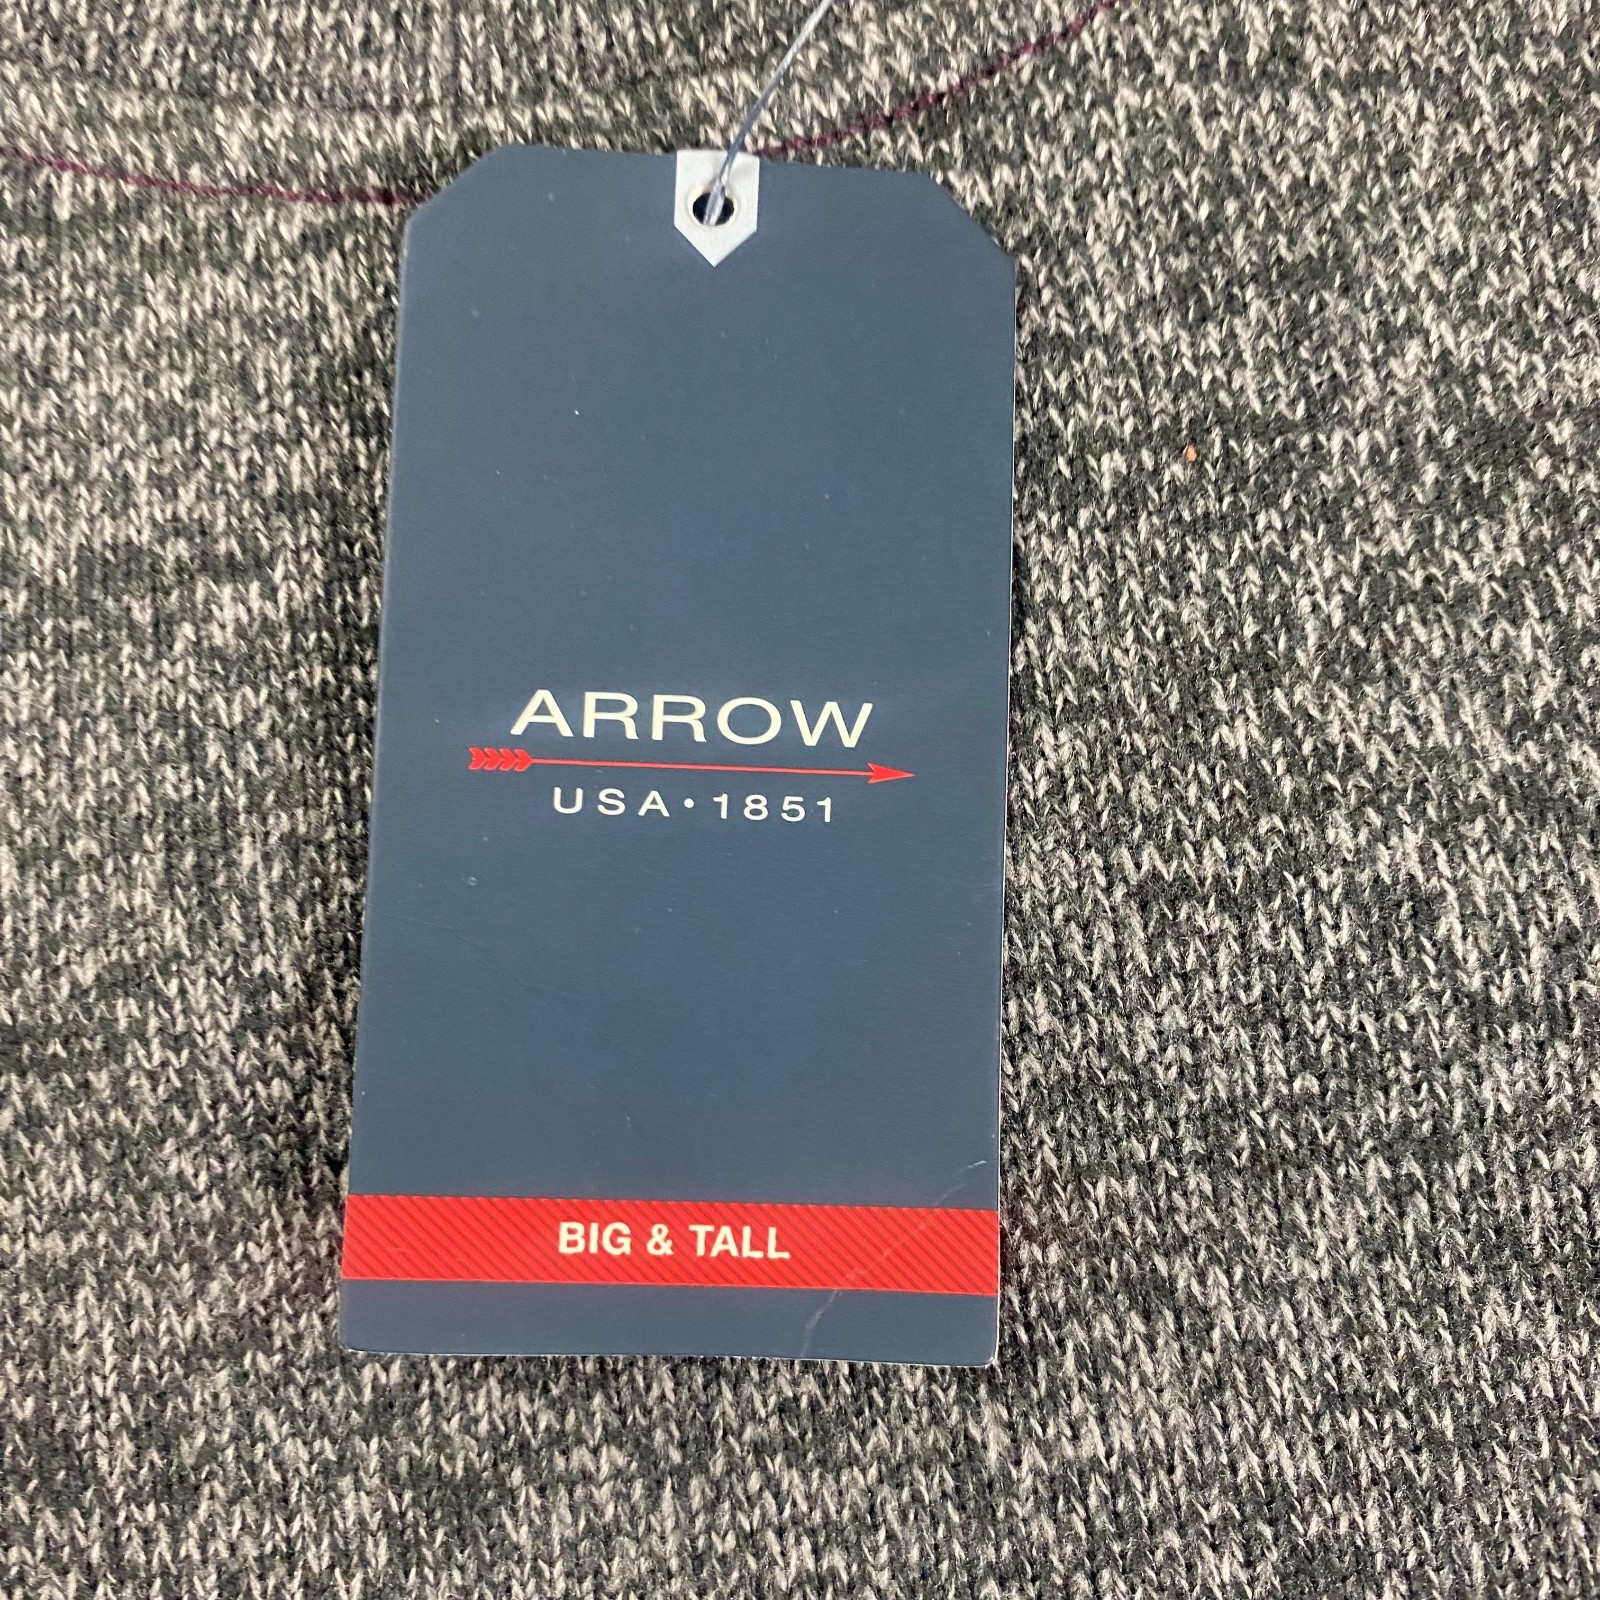 ARROW
USA • 1851
BIG & TALL